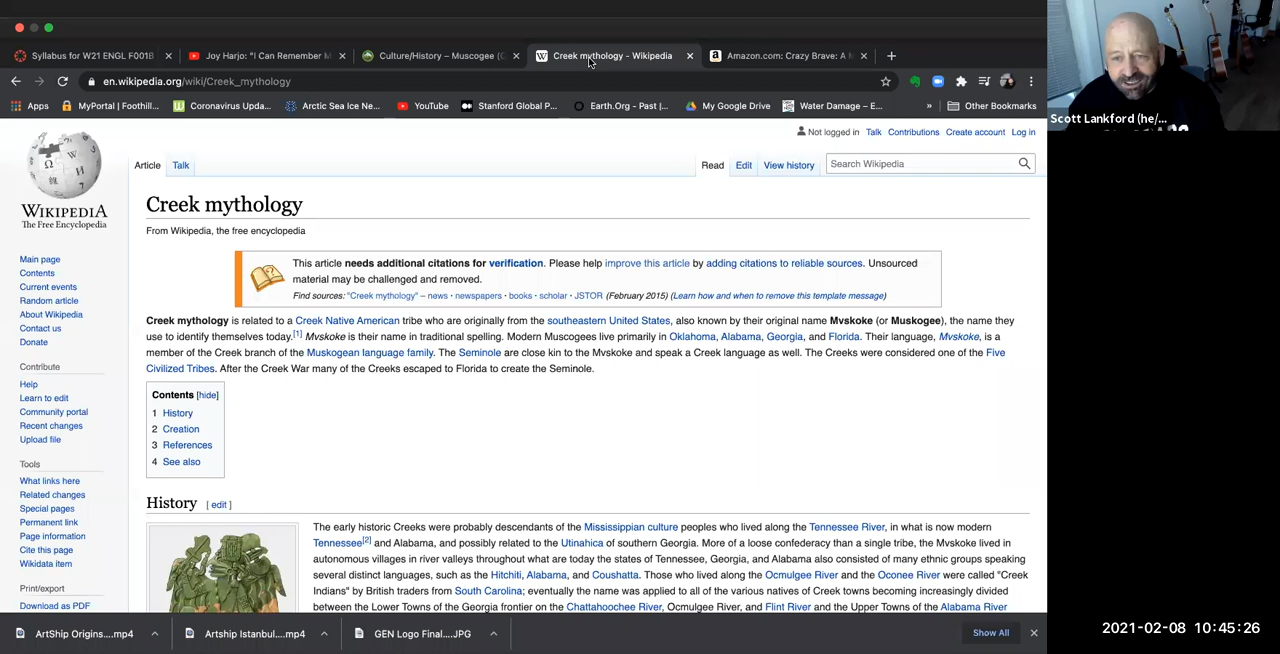 Syllabus for W21 ENGL F001B
Joy Harjo: "I Can Remember M
Culture/History – Muscogee (C
Creek mythology - Wikipedia
Amazon.com: Crazy Brave: A M
en.wikipedia.org/wiki/Creek_mythology
Apps
MyPortal | Foothill...
Coronavirus Upda...
Arctic Sea Ice Ne...
YouTube
Stanford Global P...
Earth.Org - Past |...
My Google Drive
Water Damage – E...
»
Other Bookmarks
Scott Lankford (he/...
Not logged in Talk Contributions Create account Log in
Article Talk
Read Edit View history
Search Wikipedia
WIKIPEDIA
The Free Encyclopedia
Main page
Contents
Current events
Random article
About Wikipedia
Contact us
Donate
Contribute
Help
Learn to edit
Community portal
Recent changes
Upload file
Tools
What links here
Related changes
Special pages
Permanent link
Page information
Cite this page
Wikidata item
Print/export
Download as PDF
Creek mythology
From Wikipedia, the free encyclopedia
This article needs additional citations for verification. Please help improve this article by adding citations to reliable sources. Unsourced
material may be challenged and removed.
Find sources: "Creek mythology" – news · newspapers · books · scholar · JSTOR (February 2015) (Learn how and when to remove this template message)
Creek mythology is related to a Creek Native American tribe who are originally from the southeastern United States, also known by their original name Mvskoke (or Muskogee), the name they
use to identify themselves today.[1] Mvskoke is their name in traditional spelling. Modern Muscogees live primarily in Oklahoma, Alabama, Georgia, and Florida. Their language, Mvskoke, is a
member of the Creek branch of the Muskogean language family. The Seminole are close kin to the Mvskoke and speak a Creek language as well. The Creeks were considered one of the Five
Civilized Tribes. After the Creek War many of the Creeks escaped to Florida to create the Seminole.
Contents [hide]
1 History
2 Creation
3 References
4 See also
History [ edit ]
The early historic Creeks were probably descendants of the Mississippian culture peoples who lived along the Tennessee River, in what is now modern
Tennessee[2] and Alabama, and possibly related to the Utinahica of southern Georgia. More of a loose confederacy than a single tribe, the Mvskoke lived in
autonomous villages in river valleys throughout what are today the states of Tennessee, Georgia, and Alabama also consisted of many ethnic groups speaking
several distinct languages, such as the Hitchiti, Alabama, and Coushatta. Those who lived along the Ocmulgee River and the Oconee River were called "Creek
Indians" by British traders from South Carolina; eventually the name was applied to all of the various natives of Creek towns becoming increasingly divided
between the Lower Towns of the Georgia frontier on the Chattahoochee River, Ocmulgee River, and Flint River and the Upper Towns of the Alabama River
ArtShip Origins....mp4
Artship Istanbul....mp4
GEN Logo Final....JPG
Show All
2021-02-08 10:45:26